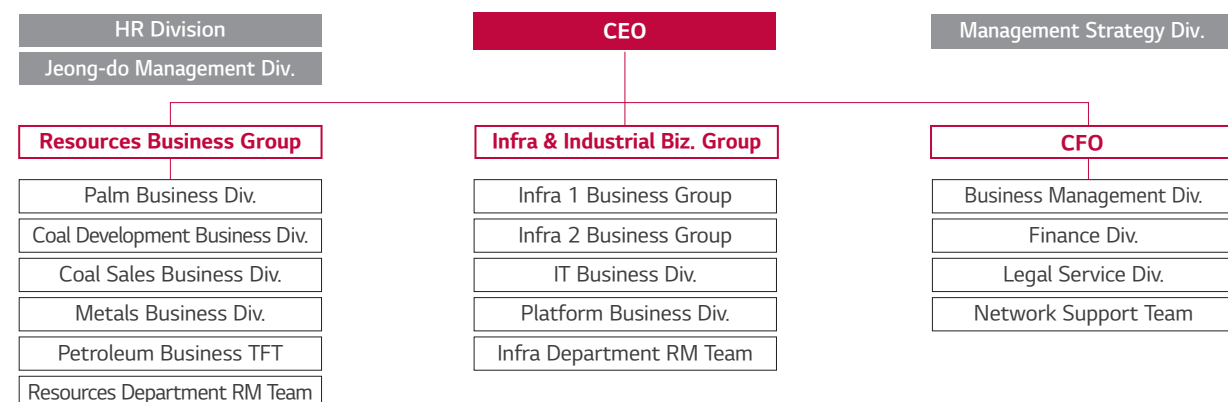 HR Division
Jeong-do Management Div.
CEO
Management Strategy Div.
Resources Business Group
Palm Business Div.
Coal Development Business Div.
Coal Sales Business Div.
Metals Business Div.
Petroleum Business TFT
Resources Department RM Team
Infra & Industrial Biz. Group
Infra 1 Business Group
Infra 2 Business Group
IT Business Div.
Platform Business Div.
Infra Department RM Team
CFO
Business Management Div.
Finance Div.
Legal Service Div.
Network Support Team